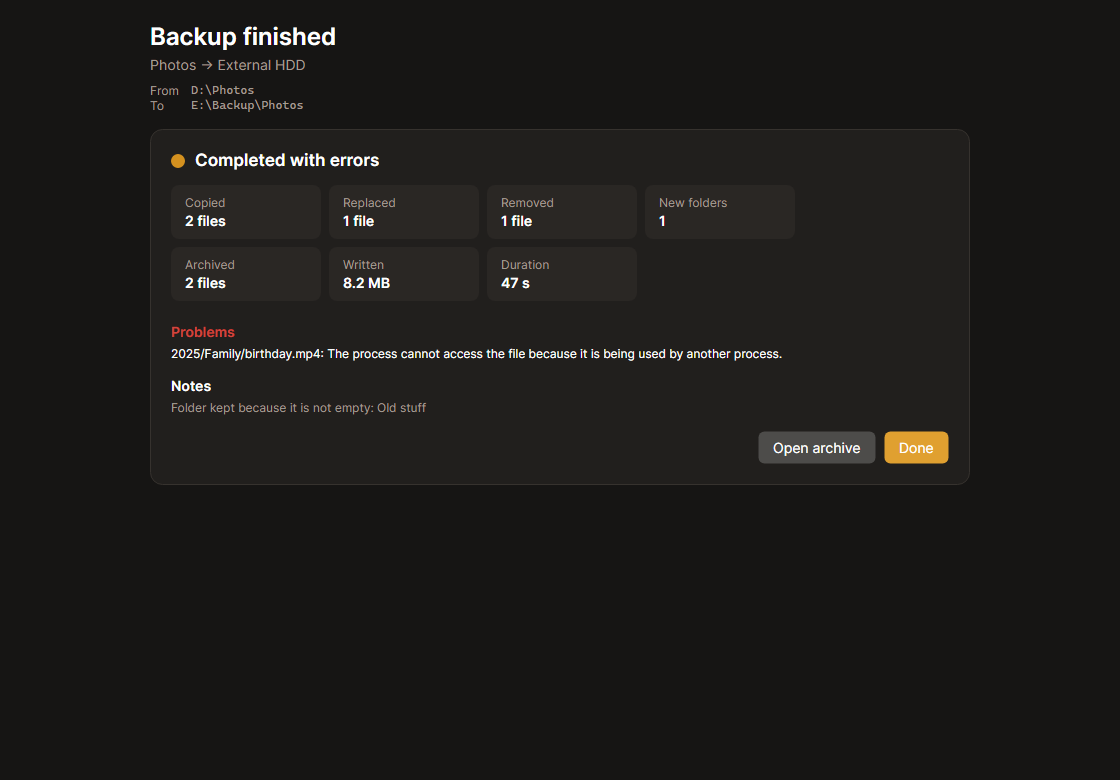 Backup finished
Photos → External HDD
From D:\Photos
To E:\Backup\Photos
Completed with errors
Copied Replaced Removed New folders
2 files 1 file 1 file 1
Archived Written Duration
2 files 8.2 MB 47 s
Problems
2025/Family/birthday.mp4: The process cannot access the file because it is being used by another process.
Notes
Folder kept because it is not empty: Old stuff
Open archive Done